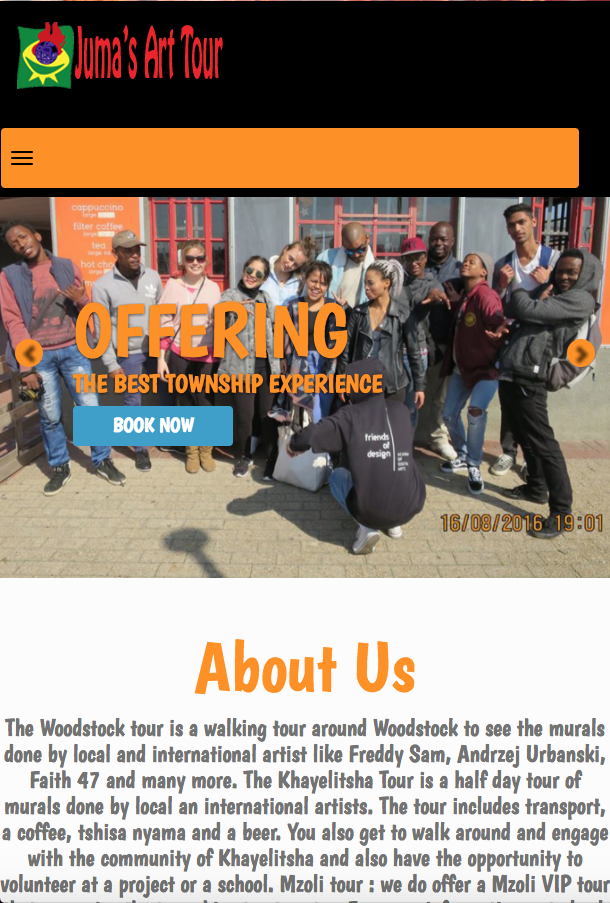 Juma's Art Tour
cappuccino
large
filter coffee
large
tea
large
hot cho
OFFERING
THE BEST TOWNSHIP EXPERIENCE
BOOK NOW
friends
of
design
16/08/2016 19:01
About Us
The Woodstock tour is a walking tour around Woodstock to see the murals
done by local and international artist like Freddy Sam, Andrzej Urbanski,
Faith 47 and many more. The Khayelitsha Tour is a half day tour of
murals done by local an international artists. The tour includes transport,
a coffee, tshisa nyama and a beer. You also get to walk around and engage
with the community of Khayelitsha and also have the opportunity to
volunteer at a project or a school. Mzoli tour : we do offer a Mzoli VIP tour